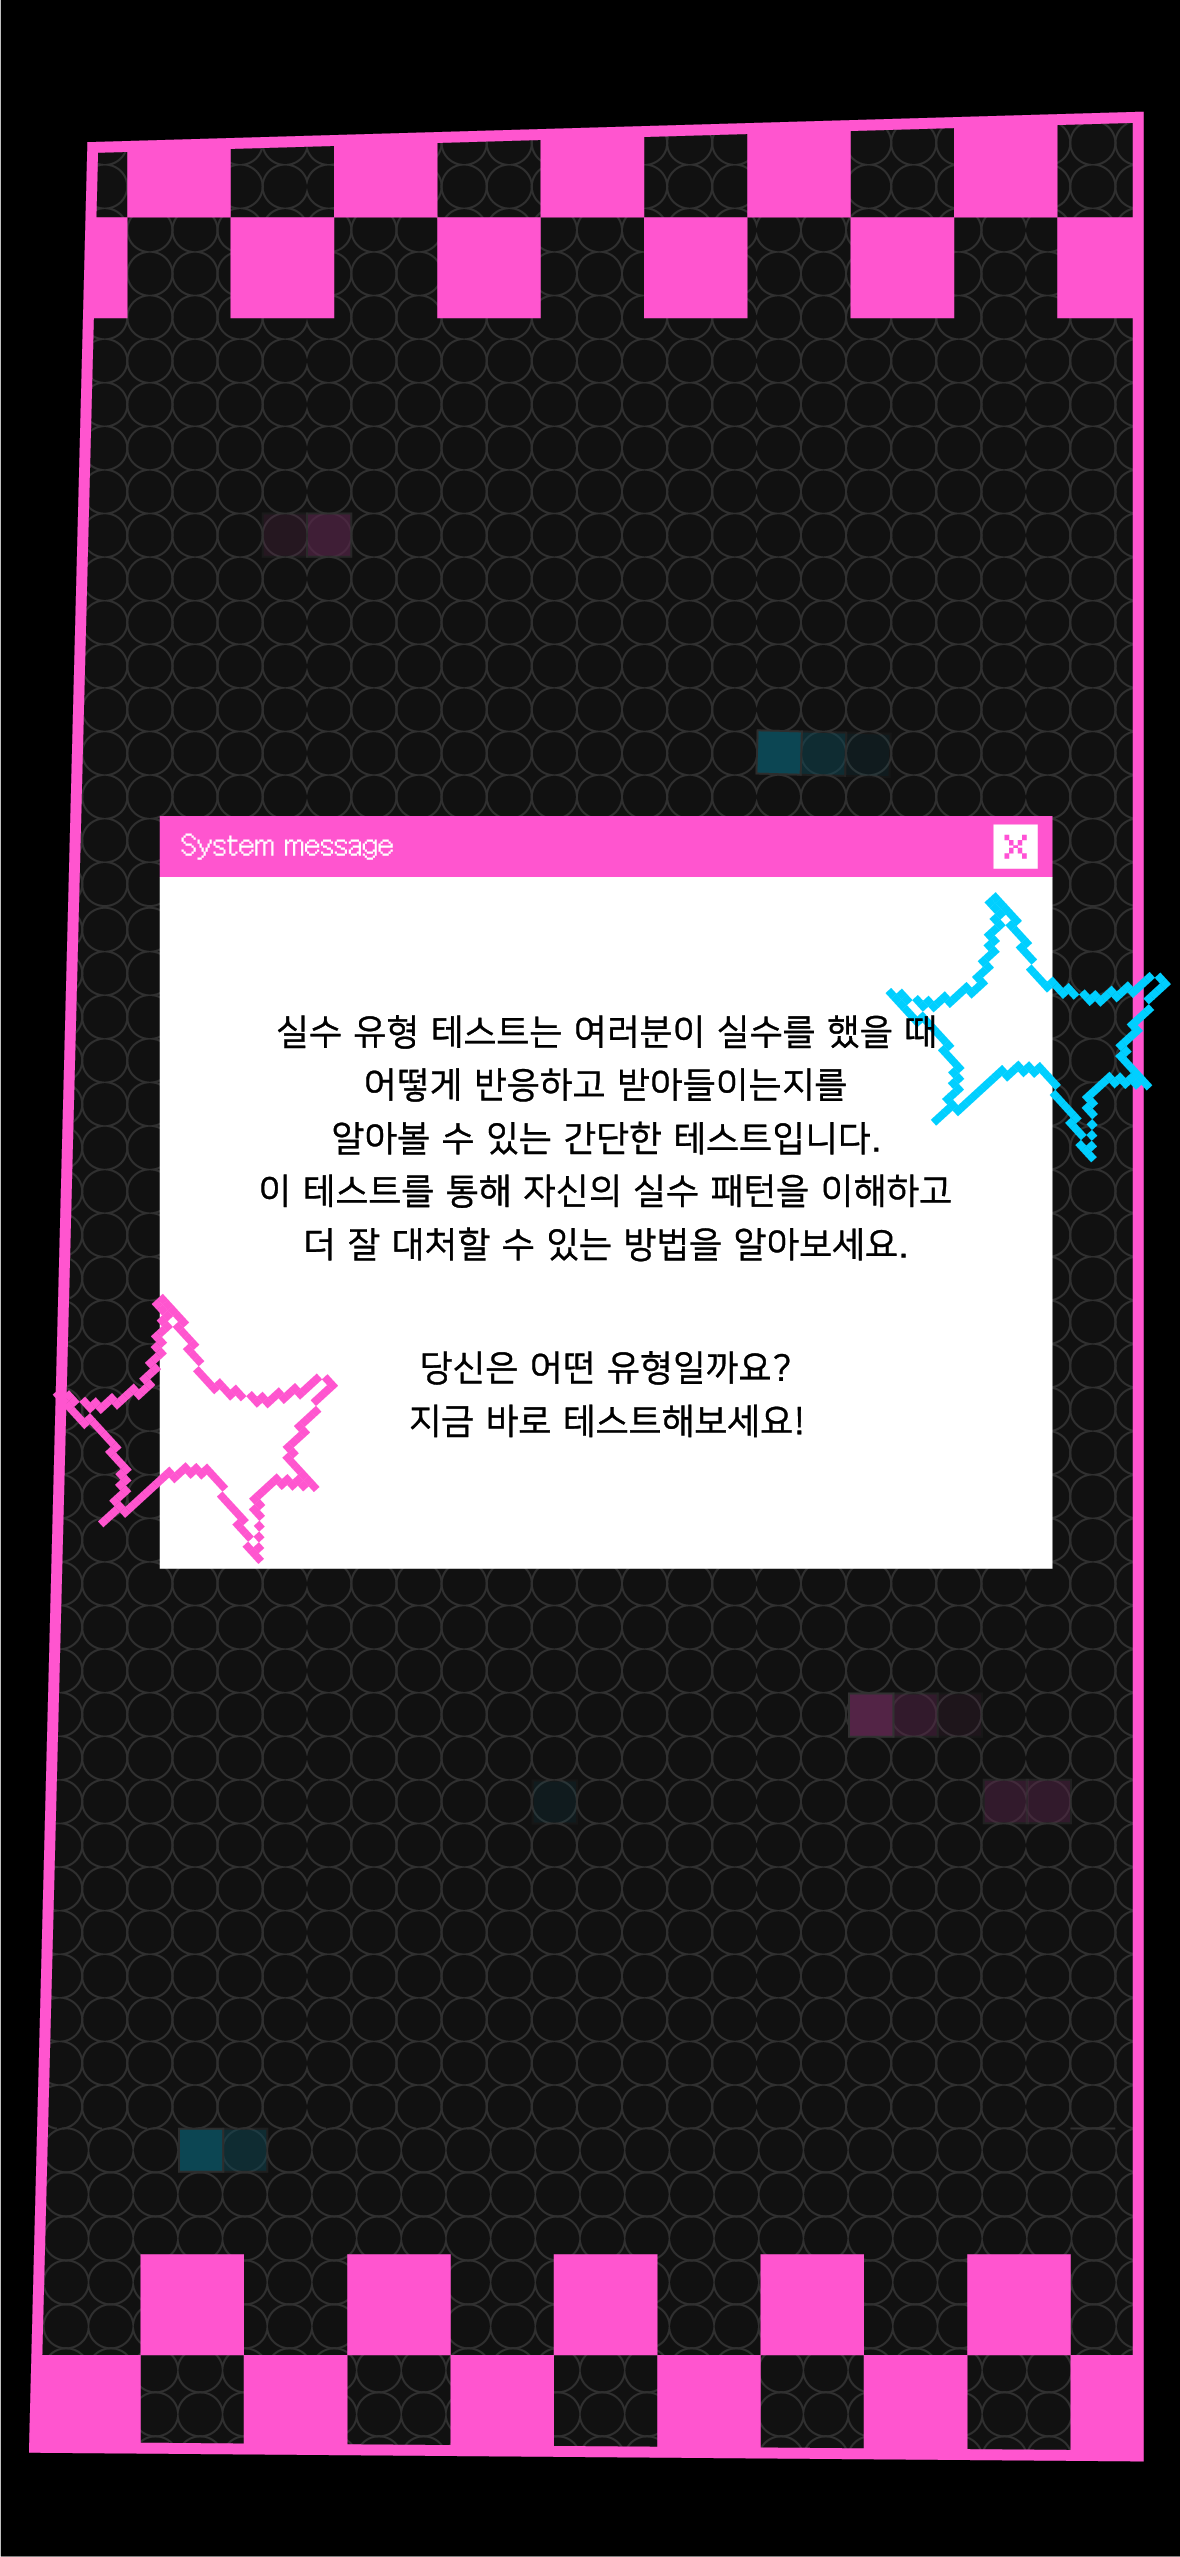 System message
실수 유형 테스트는 여러분이 실수를 했을 때
어떻게 반응하고 받아들이는지를
알아볼 수 있는 간단한 테스트입니다.
이 테스트를 통해 자신의 실수 패턴을 이해하고
더 잘 대처할 수 있는 방법을 알아보세요.
당신은 어떤 유형일까요?
지금 바로 테스트해보세요!